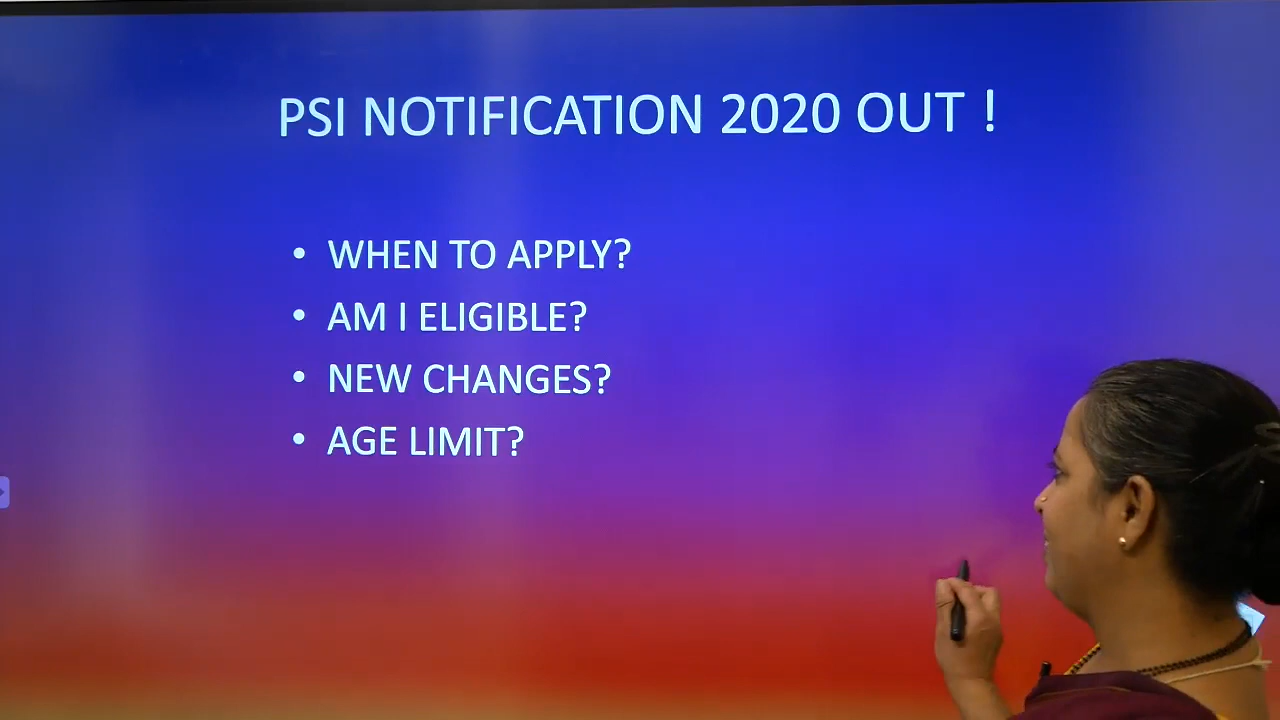 PSI NOTIFICATION 2020 OUT !
• WHEN TO APPLY?
• AM I ELIGIBLE?
• NEW CHANGES?
• AGE LIMIT?